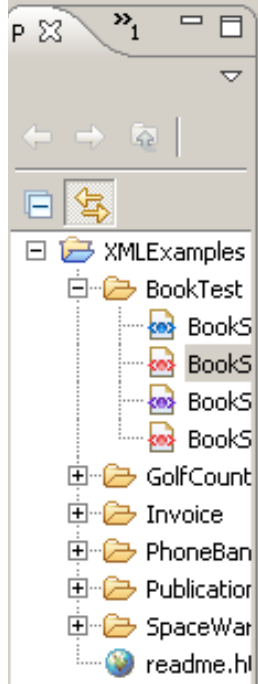 P »1
XMLExamples
BookTest
BookS
BookS
BookS
BookS
GolfCount
Invoice
PhoneBan
Publication
SpaceWar
readme.ht